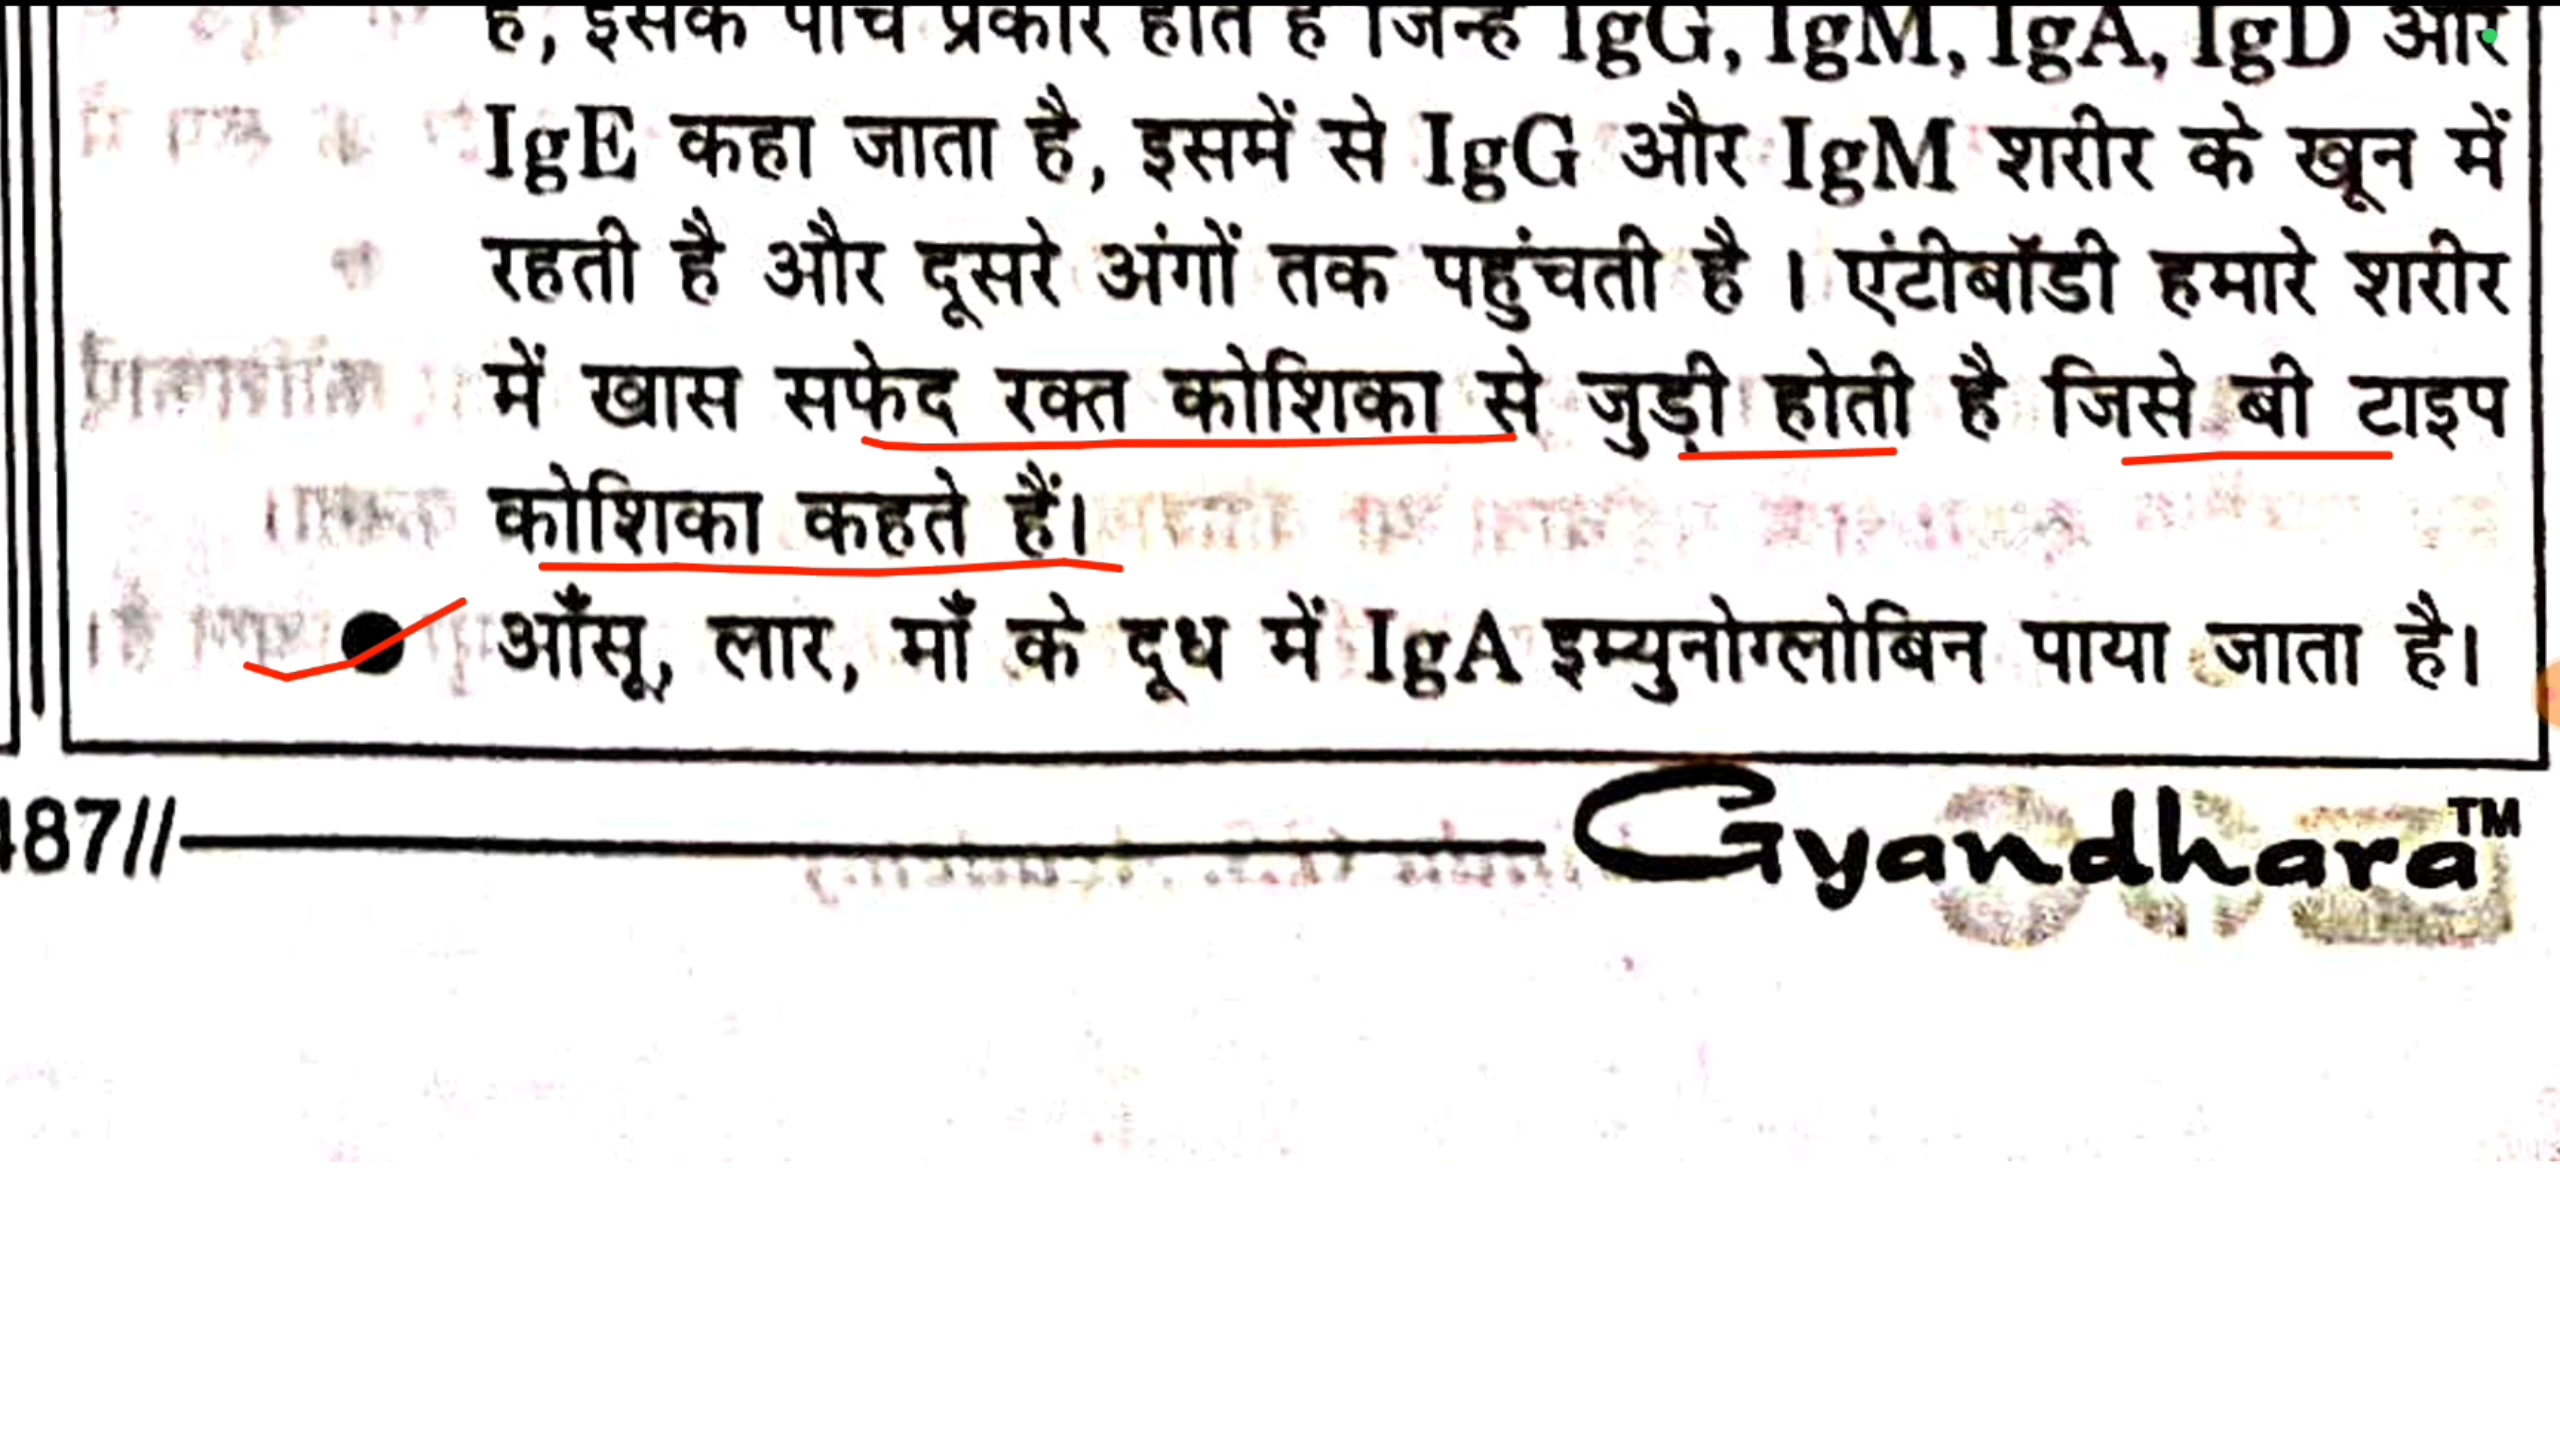 है, इसके पांच प्रकार होते है जिन्हे IgG, IgM, IgA, IgD और
IgE कहा जाता है, इसमें से IgG और IgM शरीर के खून में
रहती है और दूसरे अंगों तक पहुंचती है । एंटीबॉडी हमारे शरीर
में खास सफेद रक्त कोशिका से जुड़ी होती है जिसे बी टाइप
कोशिका कहते हैं।
● आँसू, लार, माँ के दूध में IgA इम्युनोग्लोबिन पाया जाता है।
187// Gyandhara™